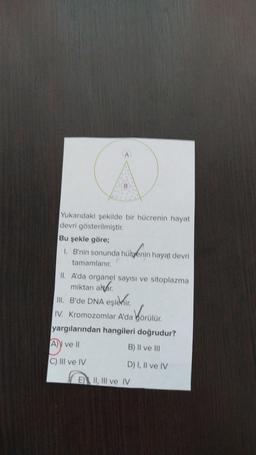 A
B
Yukarıdaki şekilde bir hücrenin hayat
devri gösterilmiştir.
Bu şekle göre;
I. B'nin sonunda hücrenin hayat devri
tamamlanır.
II. A'da organel sayısı ve sitoplazma
miktarı artar.
III. B'de DNA eşlenir.
IV. Kromozomlar A'da görülür.
yargılarından hangileri doğrudur?
A) I ve II
B) II ve III
C) III ve IV
D) I, II ve IV
E) I, II, III ve IV